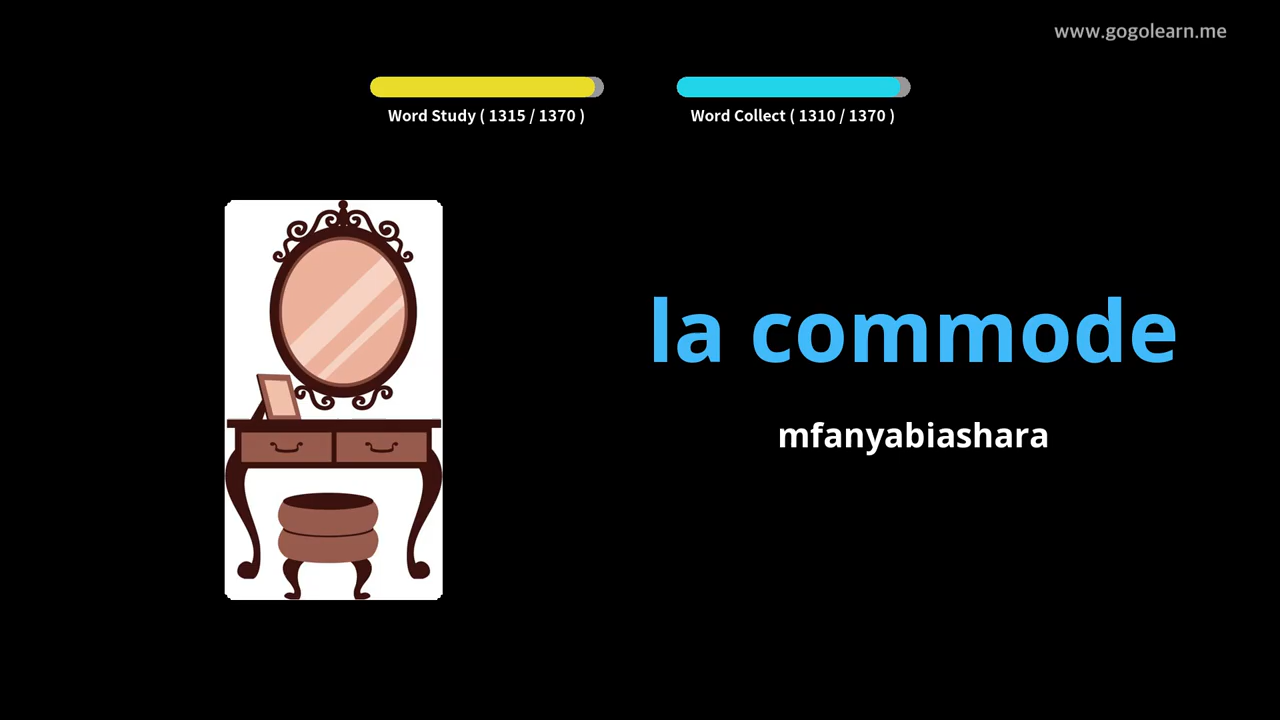 www.gogolearn.me
Word Study ( 1315 / 1370 )
Word Collect ( 1310 / 1370 )
la commode
mfanyabiashara